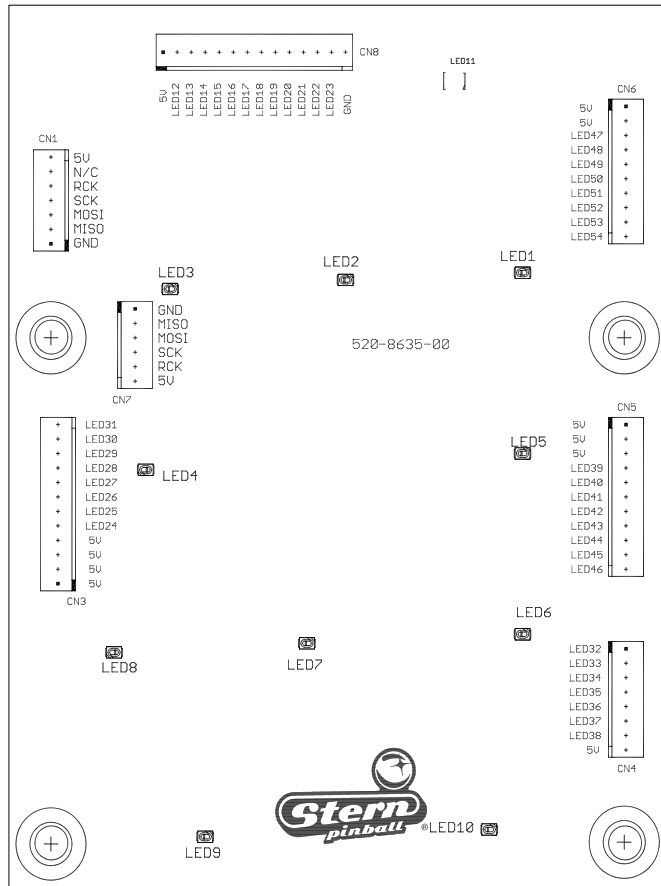 CN8
5V
LED12
LED13
LED14
LED15
LED16
LED17
LED18
LED19
LED20
LED21
LED22
LED23
GND
LED11
CN6
5V
5V
LED47
LED48
LED49
LED50
LED51
LED52
LED53
LED54
CN1
5V
N/C
RCK
SCK
MOSI
MISO
GND
LED3
LED2
LED1
GND
MISO
MOSI
SCK
RCK
5V
CN7
520-8635-00
CN5
5V
5V
5V
LED39
LED40
LED41
LED42
LED43
LED44
LED45
LED46
LED31
LED30
LED29
LED28
LED27
LED26
LED25
LED24
5V
5V
5V
5V
CN3
LED4
LED5
LED6
LED8
LED7
LED32
LED33
LED34
LED35
LED36
LED37
LED38
5V
CN4
Stern
pinball
®LED10
LED9